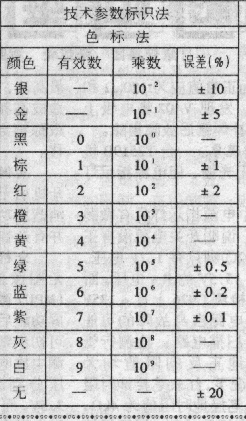 技术参数标识法
色标法
颜色 有效数 乘数 误差(%)
银 — 10⁻² ±10
金 — 10⁻¹ ±5
黑 0 10⁰ —
棕 1 10¹ ±1
红 2 10² ±2
橙 3 10³ —
黄 4 10⁴ —
绿 5 10⁵ ±0.5
蓝 6 10⁶ ±0.2
紫 7 10⁷ ±0.1
灰 8 10⁸ —
白 9 10⁹ —
无 — — ±20